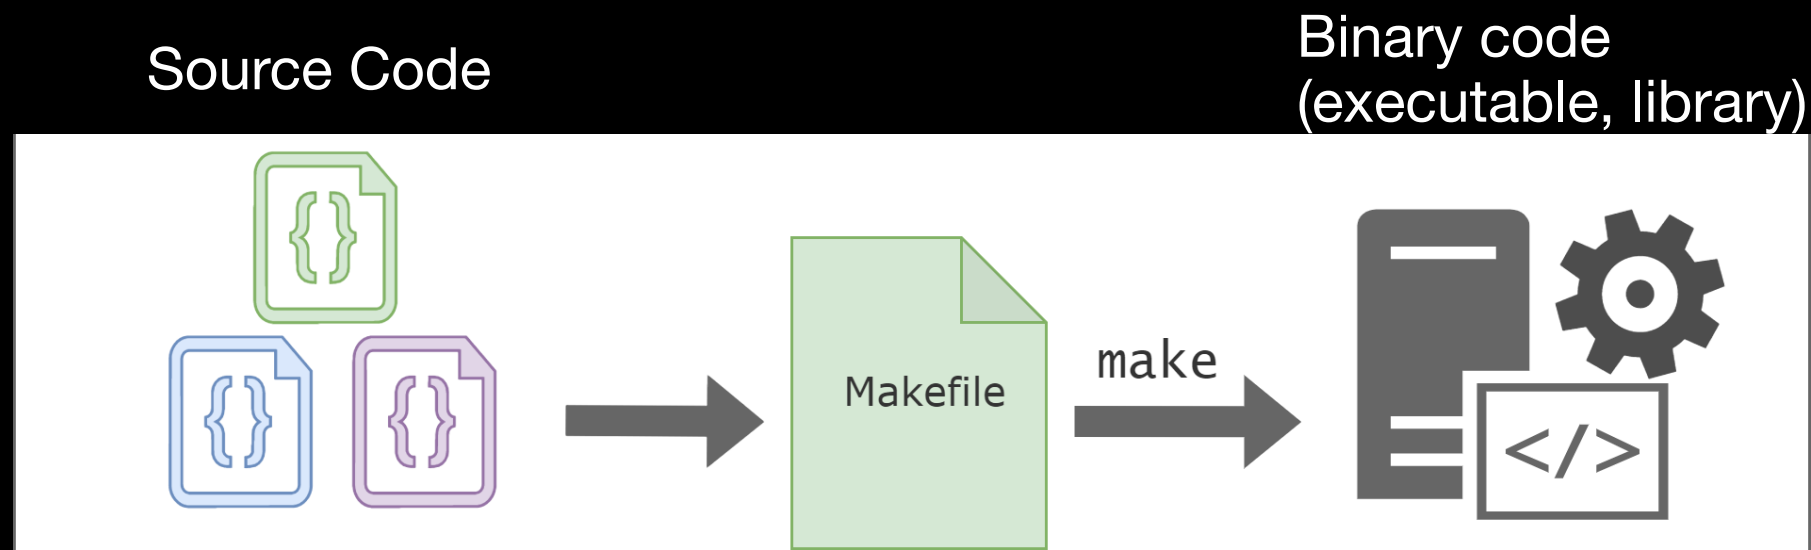 Source Code
Binary code
(executable, library)
{}
{}
{}
Makefile
make
</>